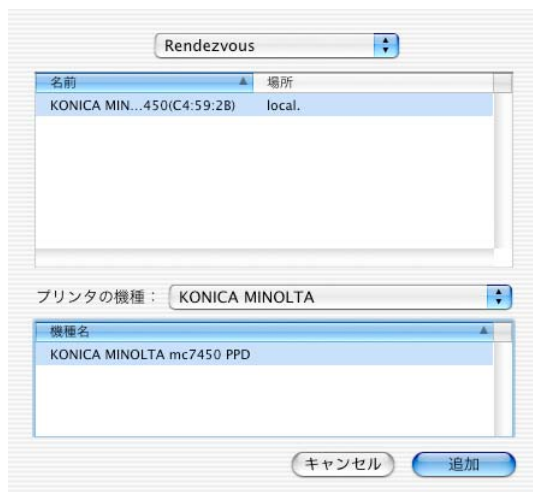 Rendezvous
名前 場所
KONICA MIN...450(C4:59:2B) local.
プリンタの機種： KONICA MINOLTA
機種名
KONICA MINOLTA mc7450 PPD
キャンセル 追加